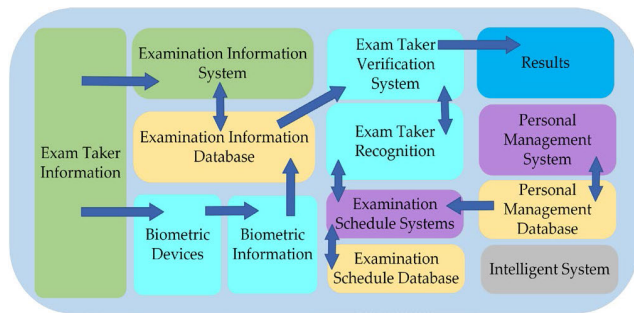 Exam Taker
Information
Examination Information
System
Examination Information
Database
Biometric
Devices
Biometric
Information
Exam Taker
Verification
System
Exam Taker
Recognition
Examination
Schedule Systems
Examination
Schedule Database
Results
Personal
Management
System
Personal
Management
Database
Intelligent System